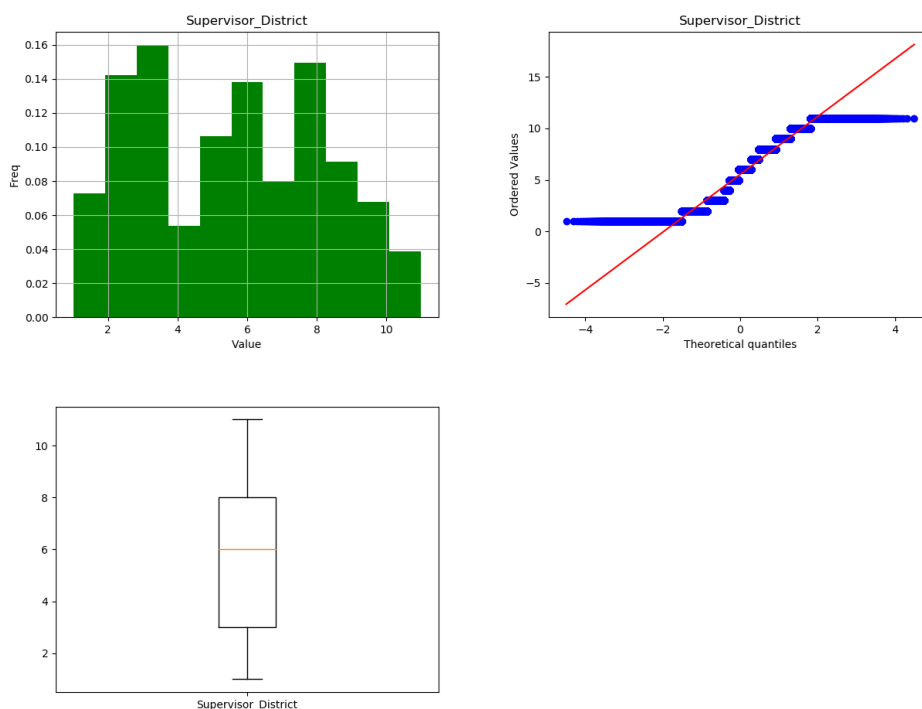 Supervisor_District
Freq
0.16
0.14
0.12
0.10
0.08
0.06
0.04
0.02
0.00
2 4 6 8 10
Value
Supervisor_District
Ordered Values
15
10
5
0
−5
−4 −2 0 2 4
Theoretical quantiles
10
8
6
4
2
Supervisor_District